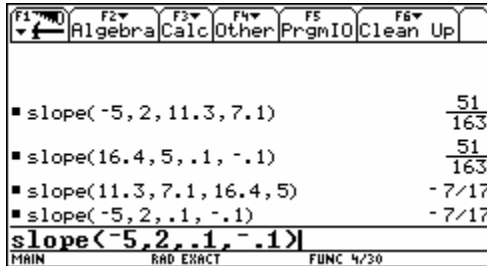 F1 F2 Algebra F3 Calc F4 Other F5 PrgmIO F6 Clean Up
slope(-5,2,11.3,7.1) 51/163
slope(16.4,5,.1,-.1) 51/163
slope(11.3,7.1,16.4,5) -7/17
slope(-5,2,.1,-.1) -7/17
slope(-5,2,.1,-.1)
MAIN RAD EXACT FUNC 4/30